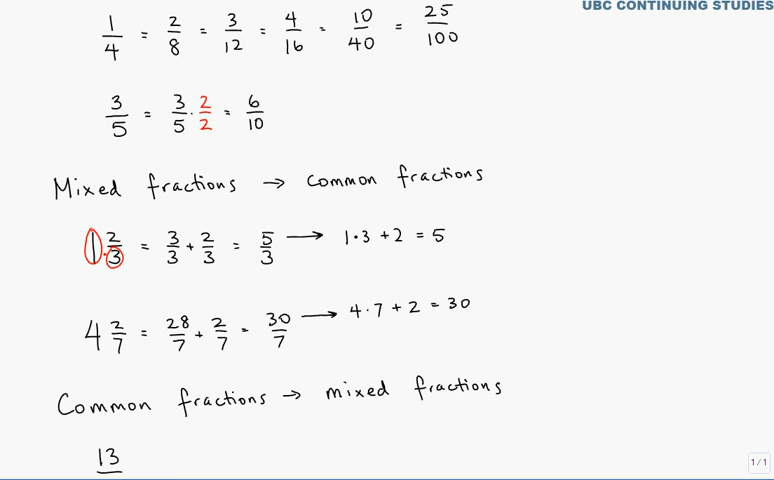 UBC CONTINUING STUDIES
1/4 = 2/8 = 3/12 = 4/16 = 10/40 = 25/100
3/5 = 3/5 · 2/2 = 6/10
Mixed fractions → common fractions
1 2/3 = 3/3 + 2/3 = 5/3 → 1·3 + 2 = 5
4 2/7 = 28/7 + 2/7 = 30/7 → 4·7 + 2 = 30
Common fractions → mixed fractions
13
1/1